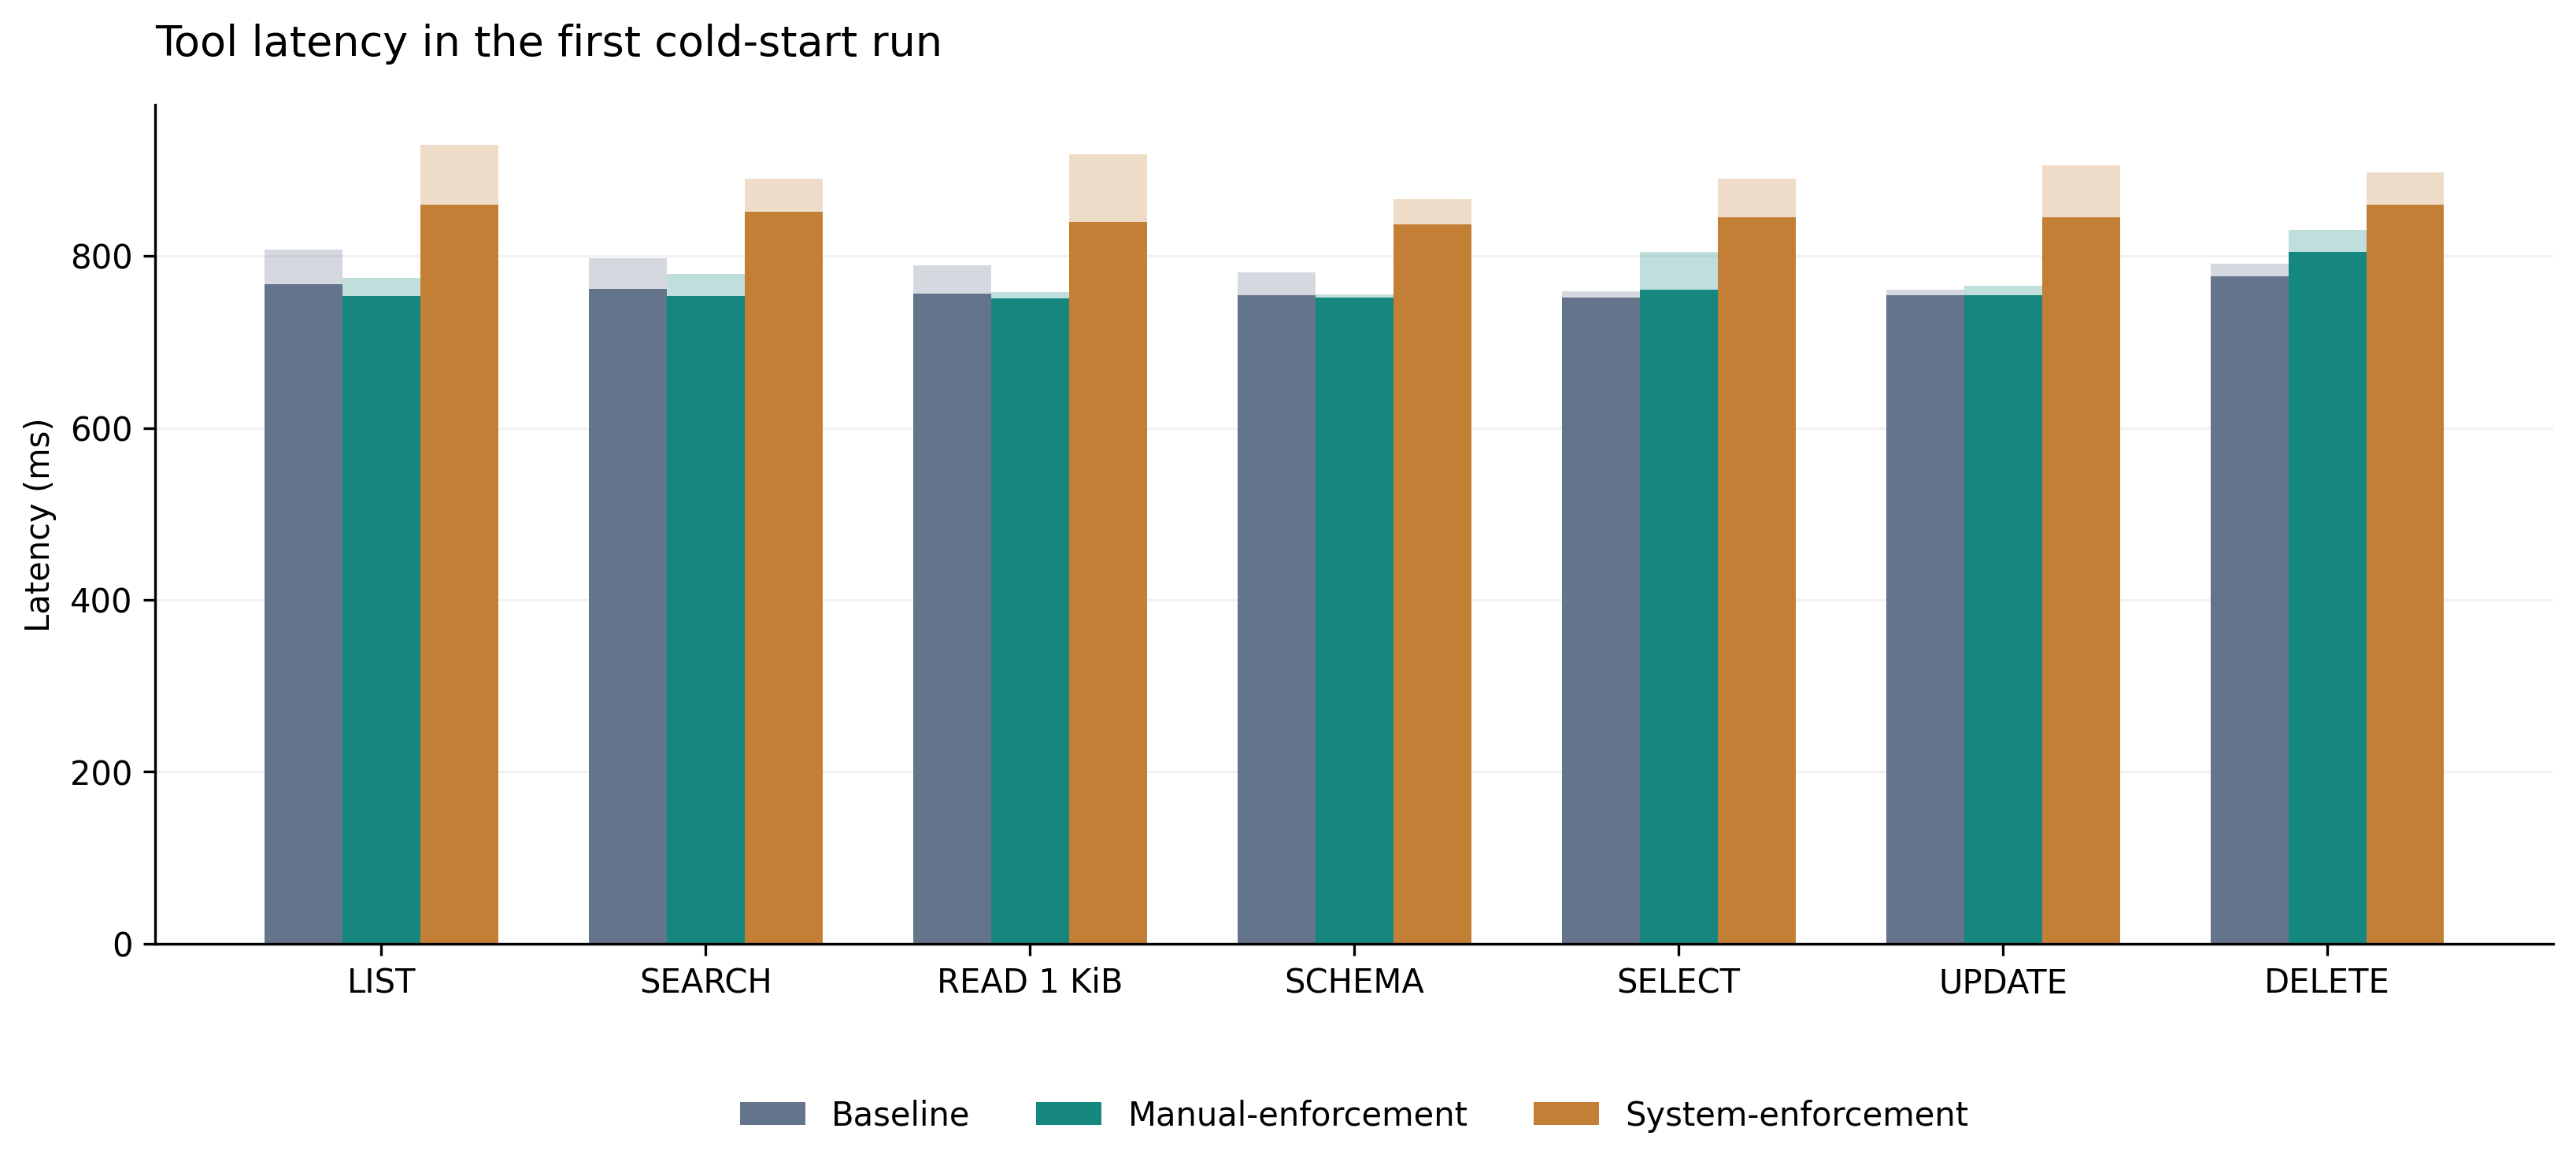 Tool latency in the first cold-start run
Latency (ms)
800
600
400
200
0
LIST SEARCH READ 1 KiB SCHEMA SELECT UPDATE DELETE
Baseline Manual-enforcement System-enforcement